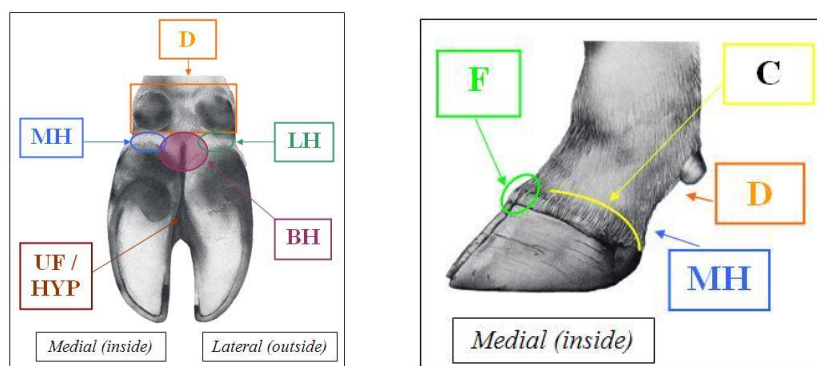 D
MH
LH
BH
UF /
HYP
Medial (inside)
Lateral (outside)
F
C
D
MH
Medial (inside)